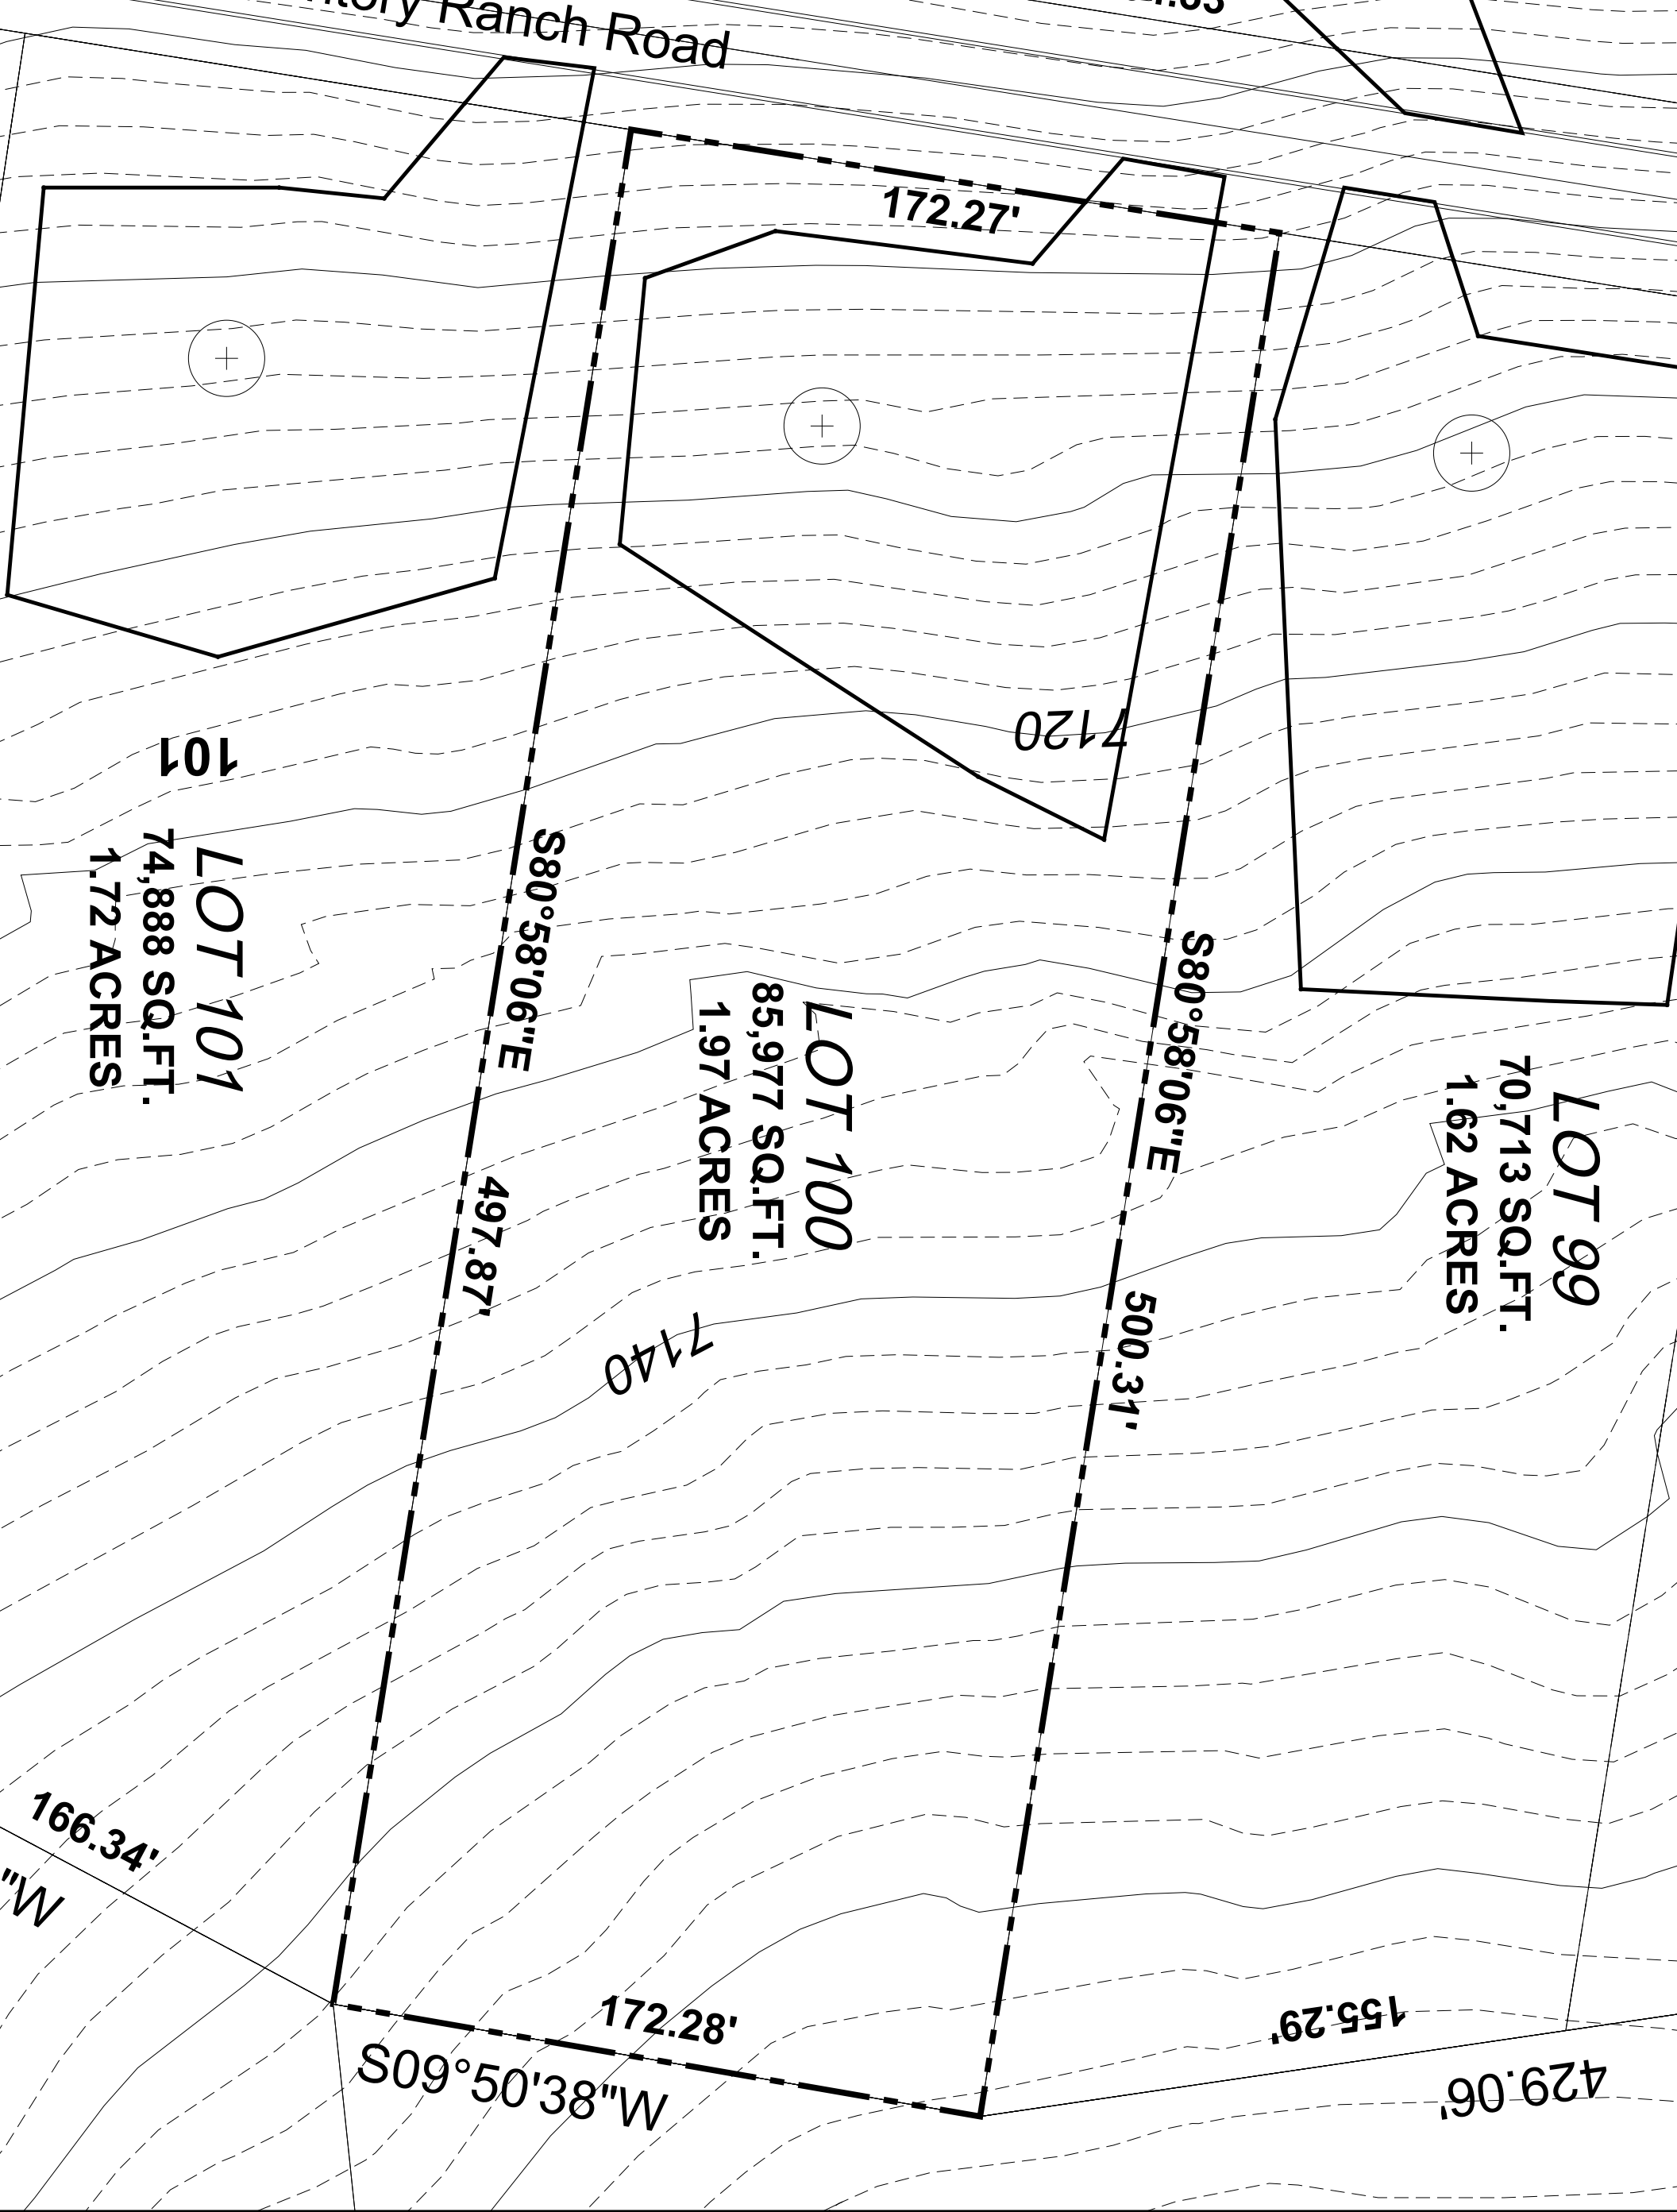 Ranch Road
172.27'
7120
101
LOT 101
74,888 SQ.FT.
1.72 ACRES
S80°58'06"E
497.87'
LOT 100
85,977 SQ.FT.
1.97 ACRES
S80°58'06"E
500.31'
LOT 99
70,713 SQ.FT.
1.62 ACRES
7140
166.34'
"W
172.28'
S09°50'38"W
155.29'
429.06'